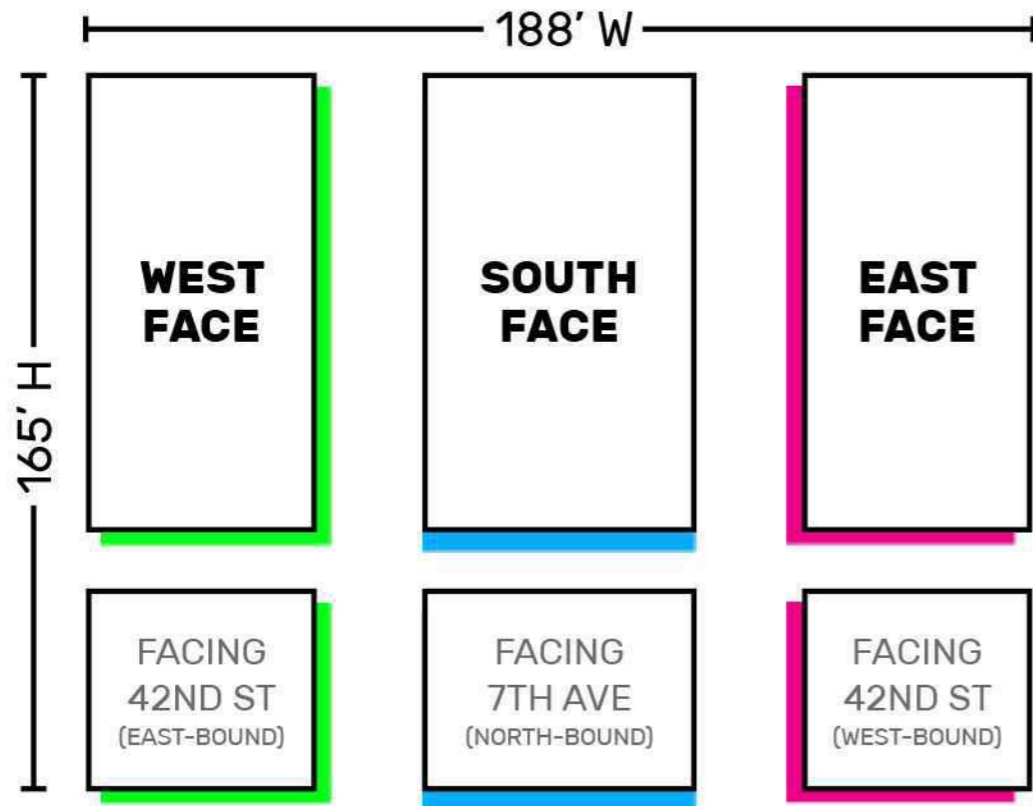 188’ W
165’ H
WEST
FACE
SOUTH
FACE
EAST
FACE
FACING
42ND ST
(EAST-BOUND)
FACING
7TH AVE
(NORTH-BOUND)
FACING
42ND ST
(WEST-BOUND)